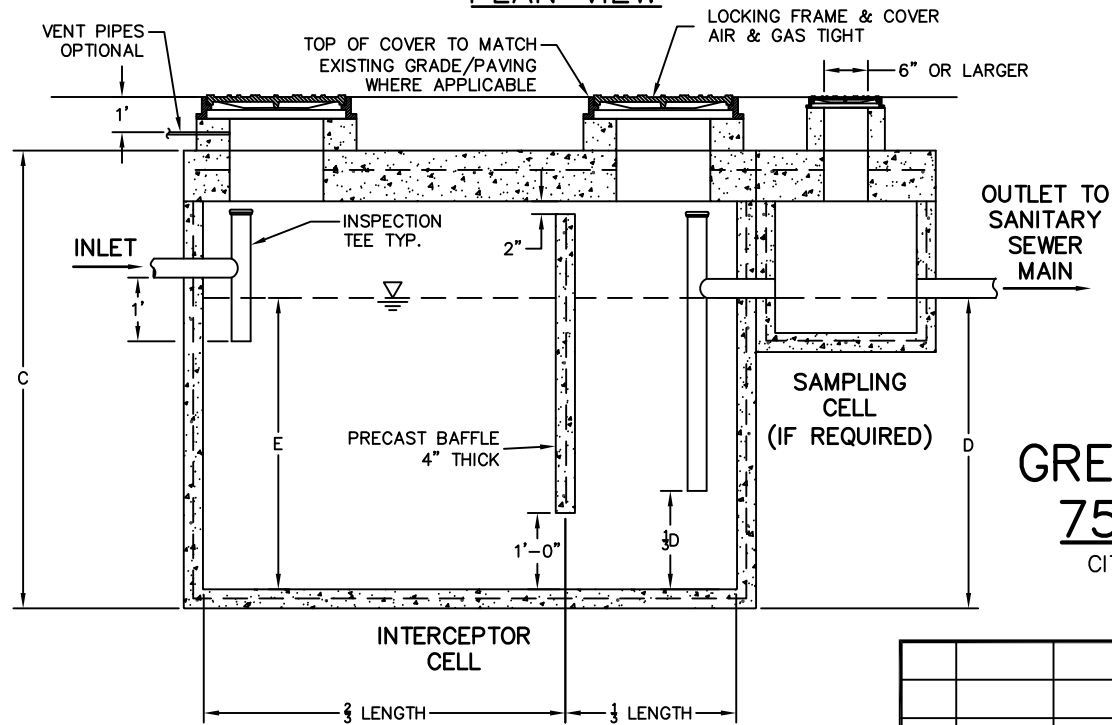 PLAN VIEW
VENT PIPES
OPTIONAL
TOP OF COVER TO MATCH
EXISTING GRADE/PAVING
WHERE APPLICABLE
LOCKING FRAME & COVER
AIR & GAS TIGHT
6" OR LARGER
1'
INLET
INSPECTION
TEE TYP.
2"
OUTLET TO
SANITARY
SEWER
MAIN
1'
C
E
PRECAST BAFFLE
4" THICK
SAMPLING
CELL
(IF REQUIRED)
D
1'-0"
1/3D
GRE
75
CIT
INTERCEPTOR
CELL
2/3 LENGTH
1/3 LENGTH